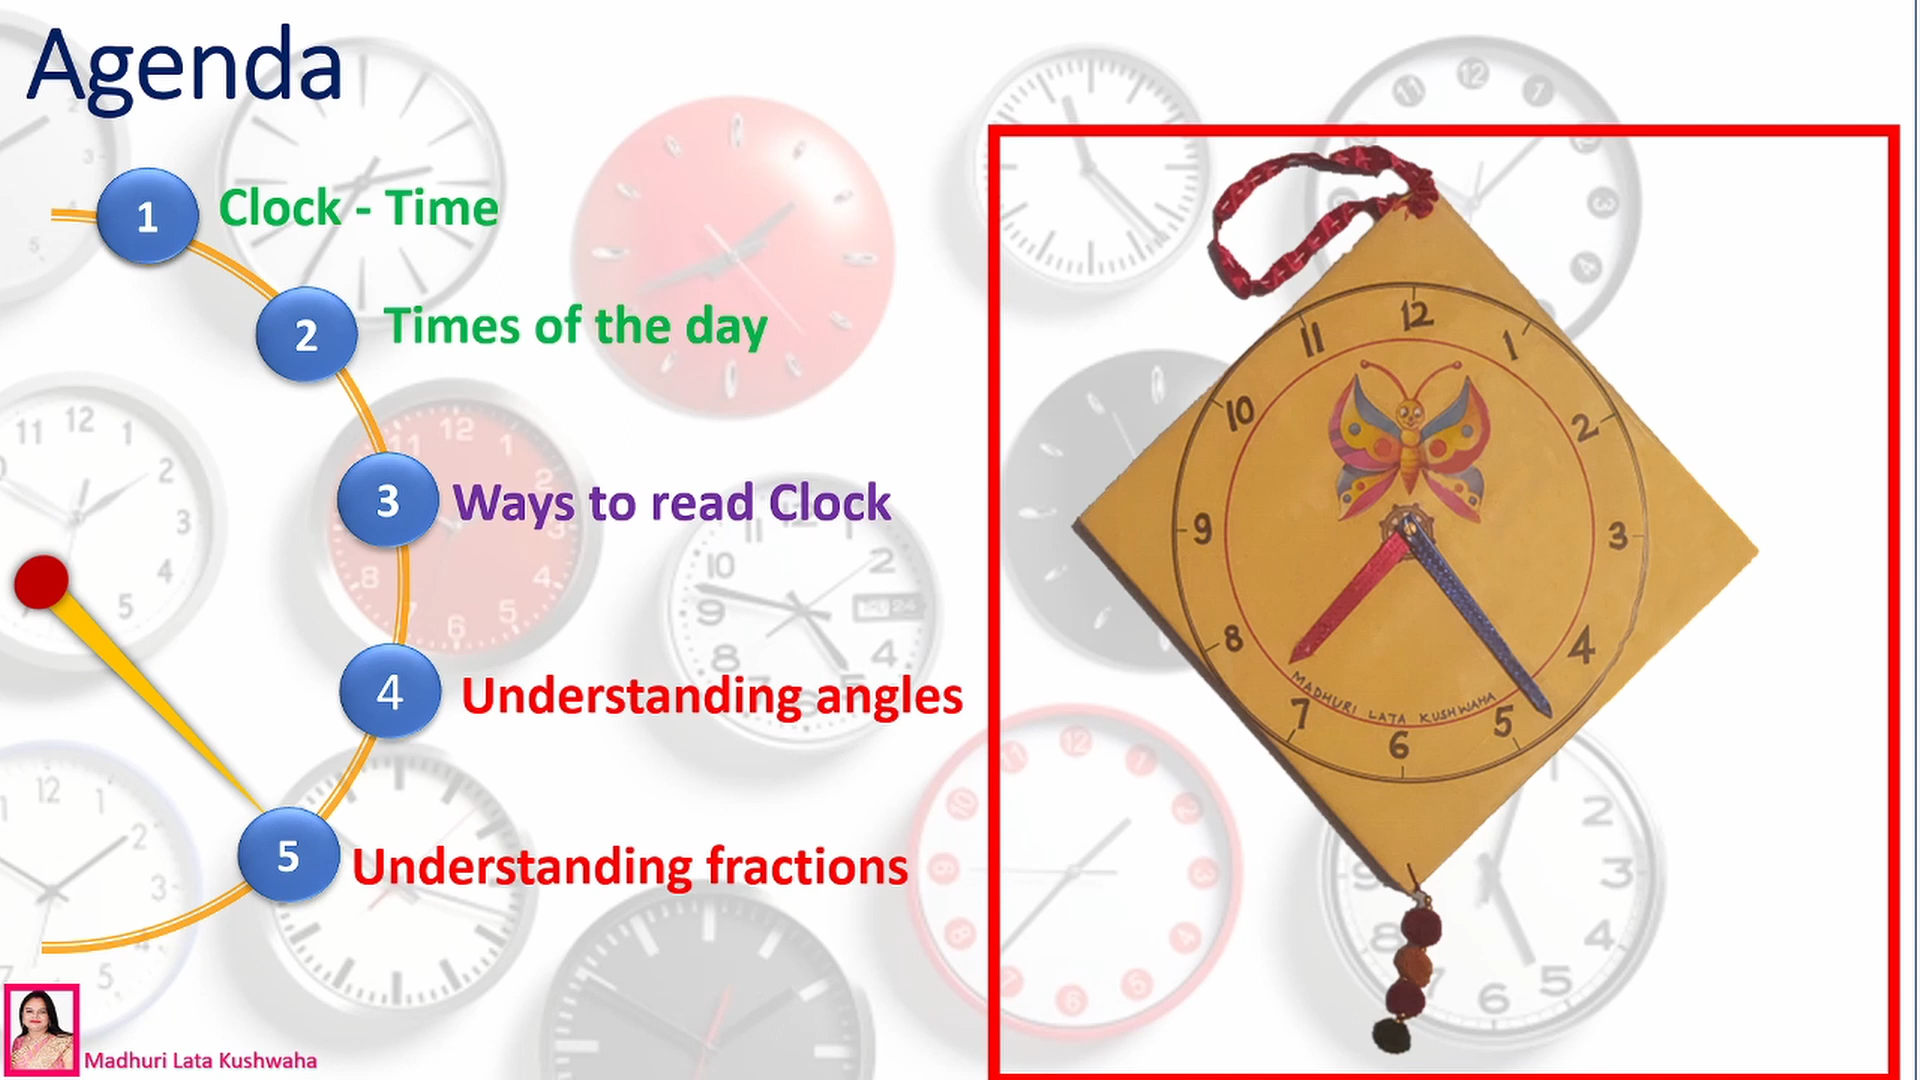 Agenda
1 Clock - Time
2 Times of the day
3 Ways to read Clock
4 Understanding angles
5 Understanding fractions
Madhuri Lata Kushwaha
12
11 1
10 2
9 3
8 4
7 5
6
MADHURI LATA KUSHWAHA